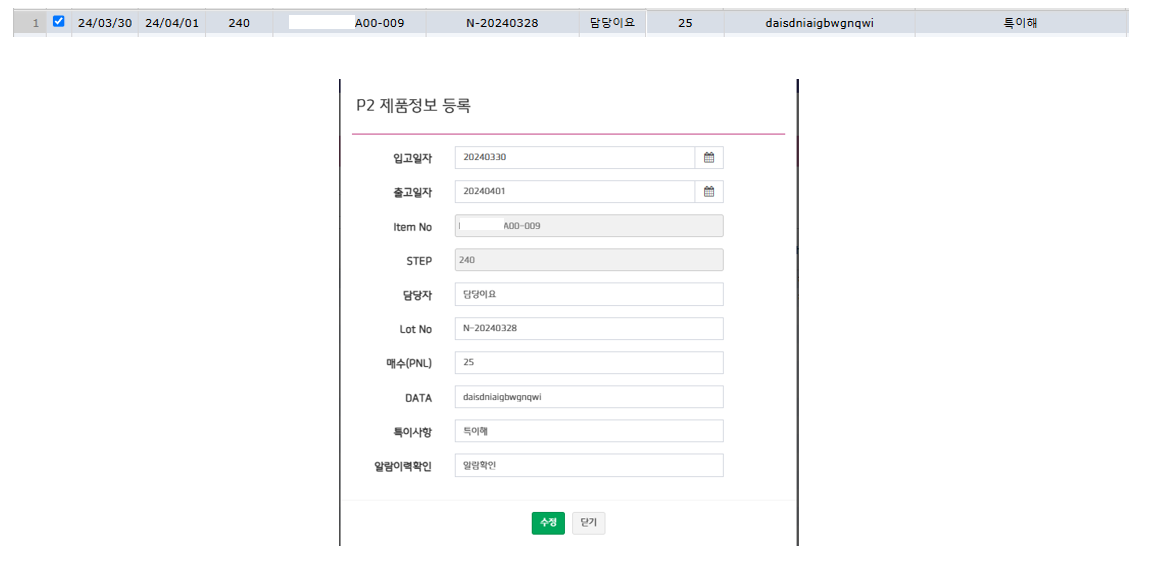 1 24/03/30 24/04/01 240 A00-009 N-20240328 담당이요 25 daisdniaigbwgnqwi 특이해
P2 제품정보 등록
입고일자 20240330
출고일자 20240401
Item No A00-009
STEP 240
담당자 담당이요
Lot No N-20240328
매수(PNL) 25
DATA daisdniaigbwgnqwi
특이사항 특이해
알람이력확인 알림확인
수정 닫기